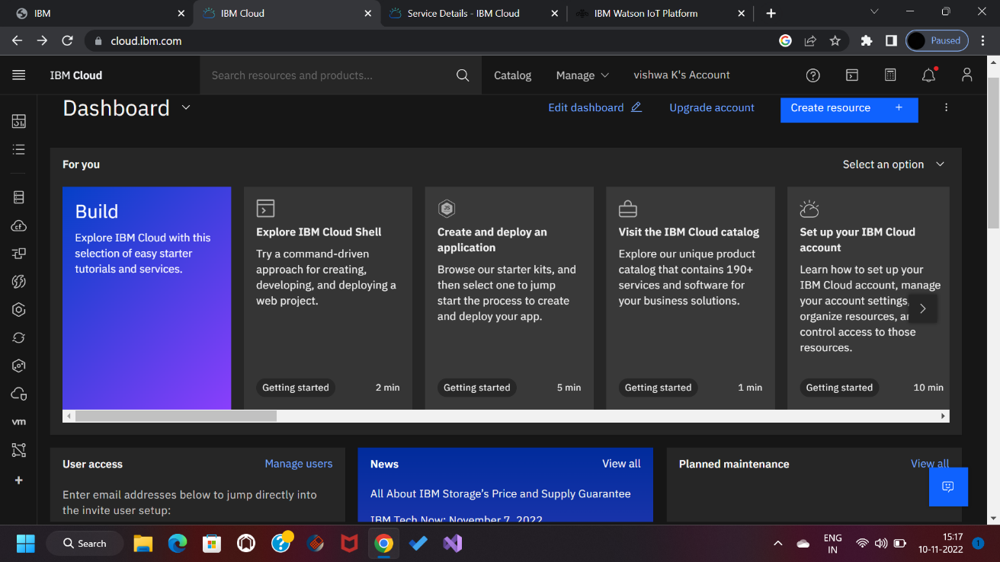 IBM
IBM Cloud
Service Details - IBM Cloud
IBM Watson IoT Platform
cloud.ibm.com
Paused
IBM Cloud
Search resources and products...
Catalog
Manage
vishwa K's Account
Dashboard
Edit dashboard
Upgrade account
Create resource +
For you
Select an option
Build
Explore IBM Cloud with this
selection of easy starter
tutorials and services.
Explore IBM Cloud Shell
Try a command-driven
approach for creating,
developing, and deploying a
web project.
Getting started
2 min
JS
Create and deploy an
application
Browse our starter kits, and
then select one to jump
start the process to create
and deploy your app.
Getting started
5 min
Visit the IBM Cloud catalog
Explore our unique product
catalog that contains 190+
services and software for
your business solutions.
Getting started
1 min
Set up your IBM Cloud
account
Learn how to set up your
IBM Cloud account, manage
your account settings,
organize resources,
control access to those
resources.
Getting started
10 min
cf
vm
User access
Manage users
Enter email addresses below to jump directly into
the invite user setup:
News
View all
All About IBM Storage's Price and Supply Guarantee
IBM Tech Now: November 7, 2022
Planned maintenance
View all
Search
ENG
IN
15:17
10-11-2022
1